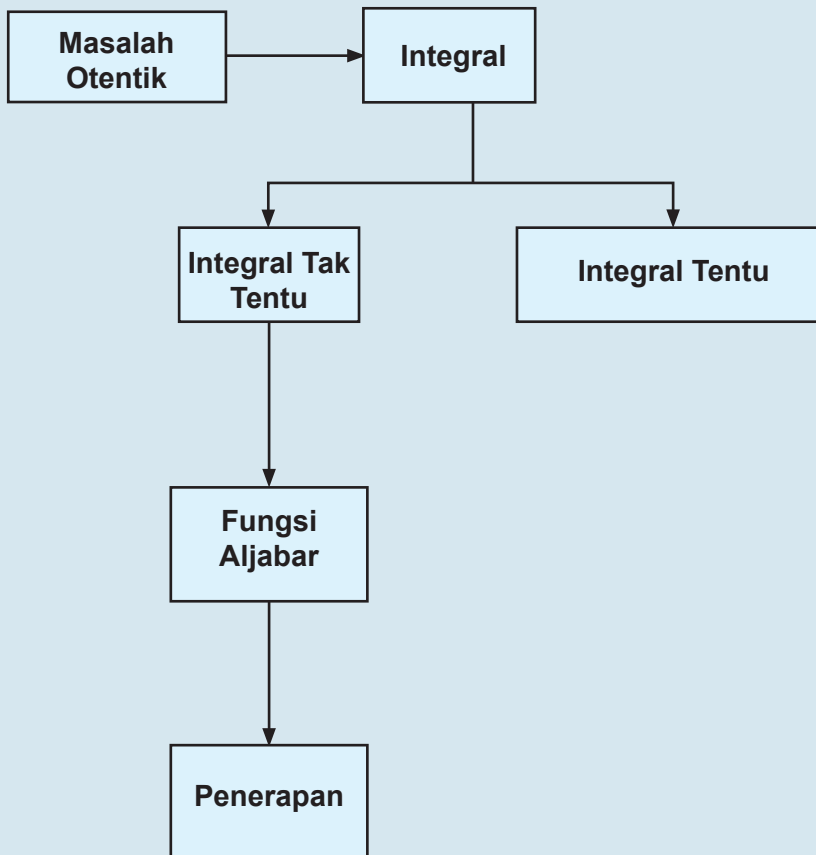 Masalah
Otentik
Integral
Integral Tak
Tentu
Integral Tentu
Fungsi
Aljabar
Penerapan